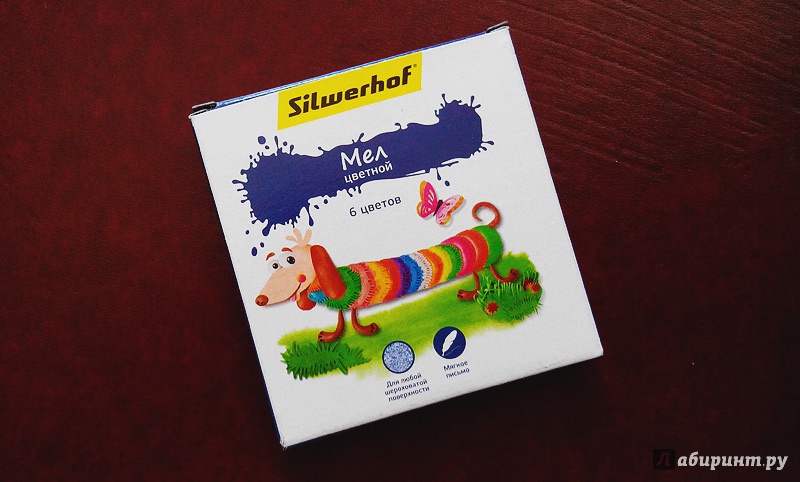 Silwerhof®
Мел
цветной
6 цветов
Для любой
шероховатой
поверхности
Мягкое
письмо
Лабиринт.ру